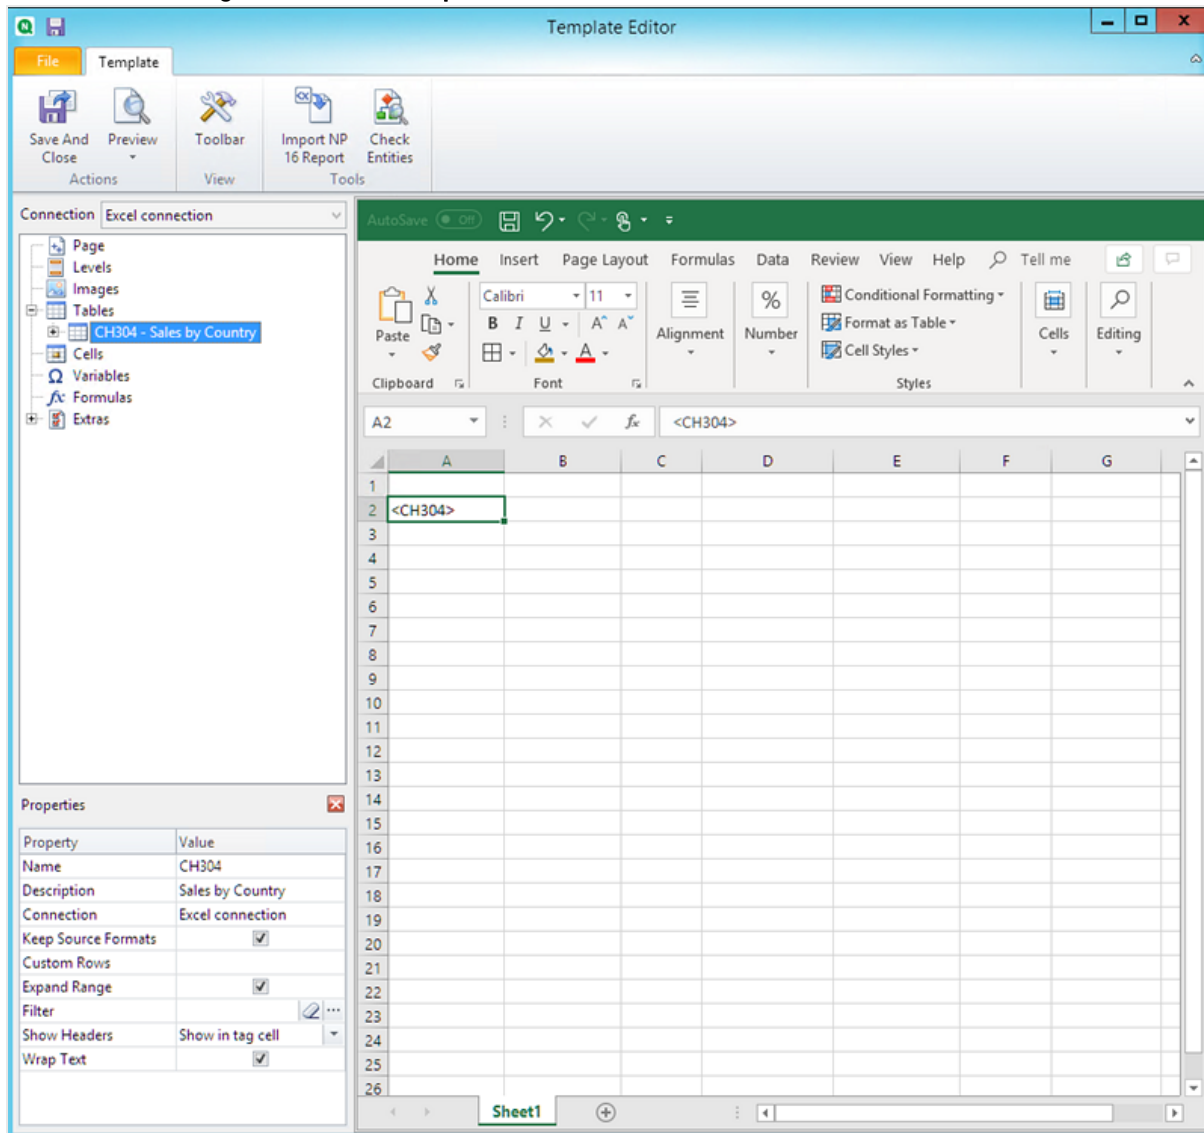 Template Editor
File Template
Save And Close Preview Toolbar Import NP 16 Report Check Entities
Actions View Tools
Connection Excel connection
Page
Levels
Images
Tables
CH304 - Sales by Country
Cells
Variables
Formulas
Extras
AutoSave Off
Home Insert Page Layout Formulas Data Review View Help Tell me
Paste
Calibri 11
B I U A A
A
Alignment
Number
%
Conditional Formatting
Format as Table
Cell Styles
Cells
Editing
Clipboard Font Styles
A2 fx <CH304>
A B C D E F G
1
2 <CH304>
3
4
5
6
7
8
9
10
11
12
13
14
15
16
17
18
19
20
21
22
23
24
25
26
Sheet1
Properties
Property Value
Name CH304
Description Sales by Country
Connection Excel connection
Keep Source Formats
Custom Rows
Expand Range
Filter
Show Headers Show in tag cell
Wrap Text